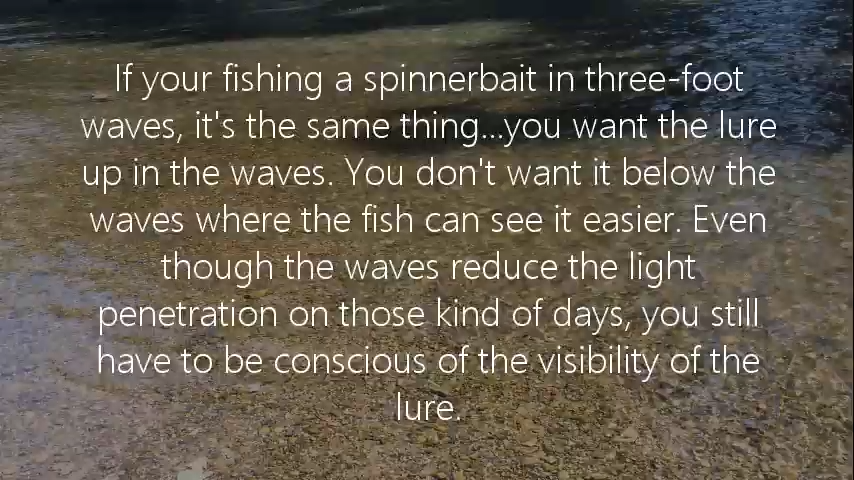 If your fishing a spinnerbait in three-foot
waves, it's the same thing...you want the lure
up in the waves. You don't want it below the
waves where the fish can see it easier. Even
though the waves reduce the light
penetration on those kind of days, you still
have to be conscious of the visibility of the
lure.